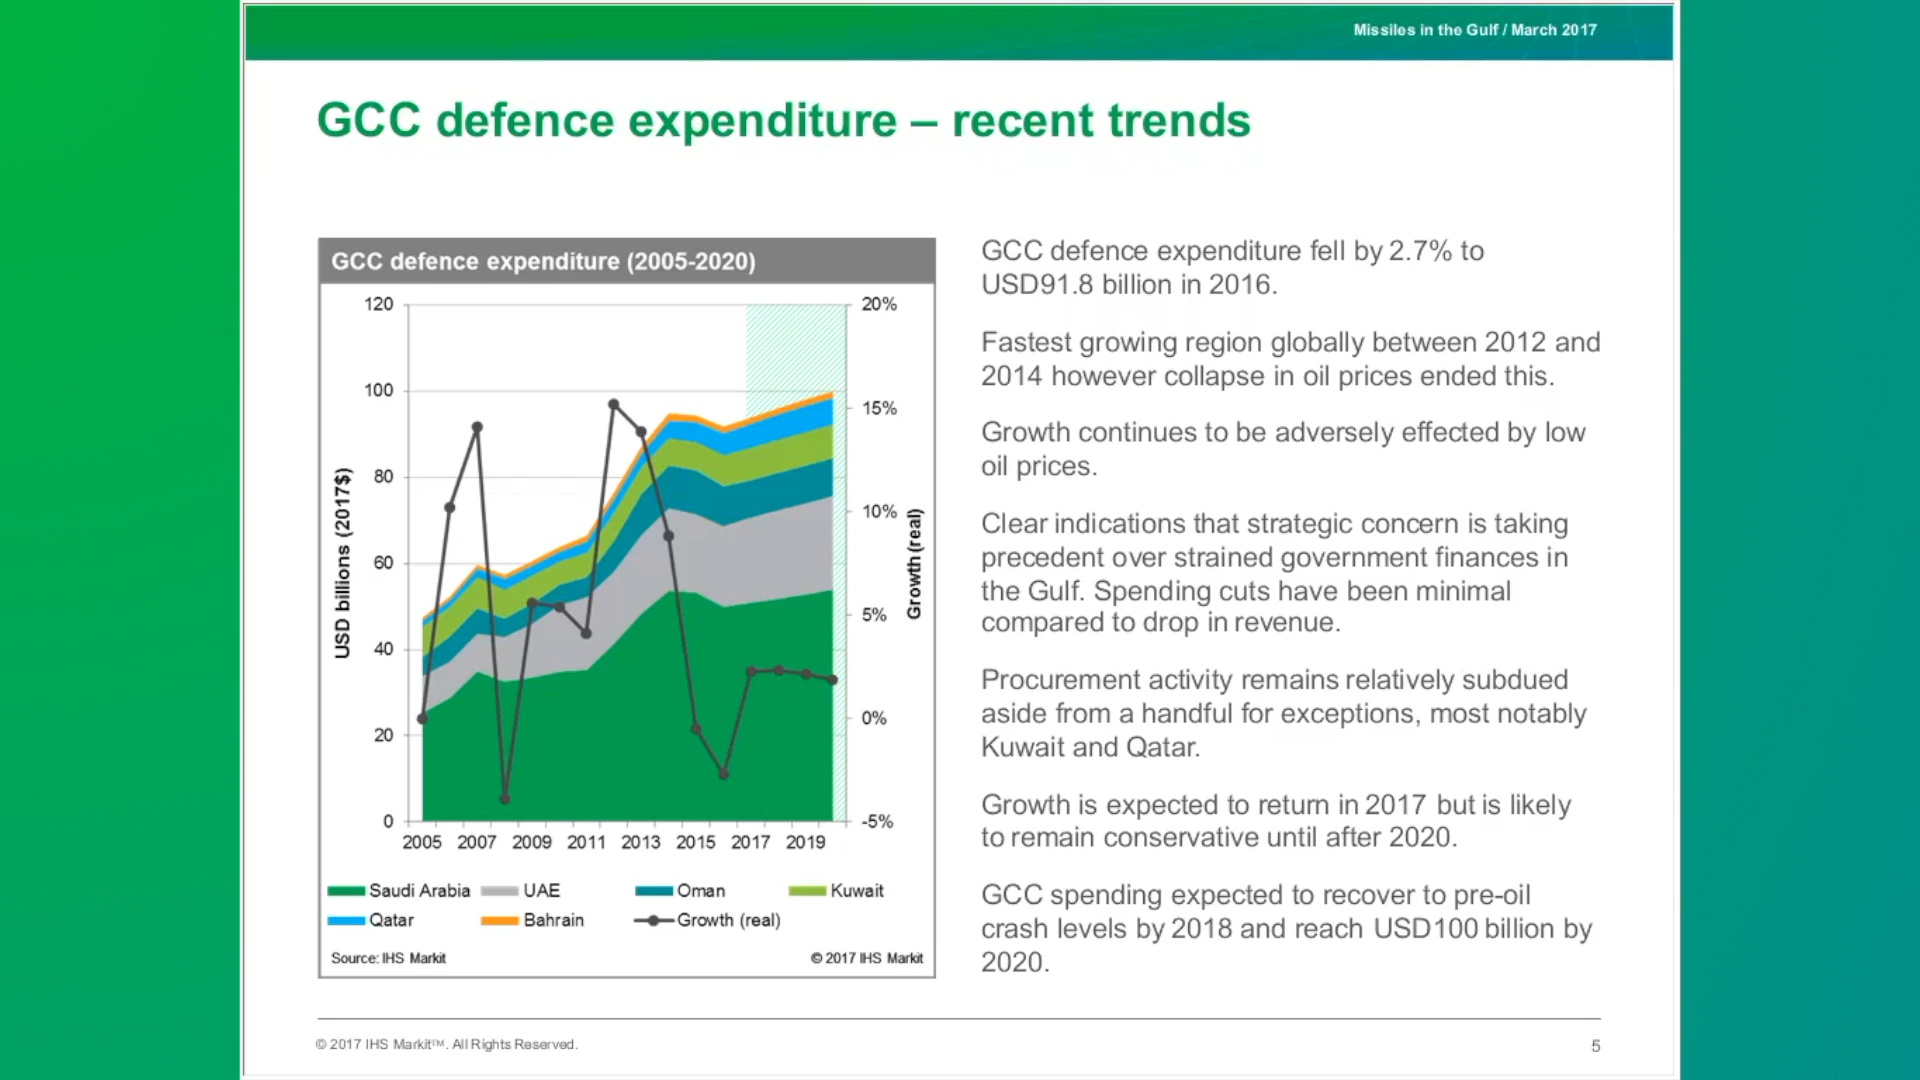 Missiles in the Gulf / March 2017
GCC defence expenditure – recent trends
GCC defence expenditure (2005-2020)
120
100
80
60
40
20
0
USD billions (2017$)
20%
15%
10%
5%
0%
-5%
Growth (real)
2005 2007 2009 2011 2013 2015 2017 2019
Saudi Arabia UAE Oman Kuwait
Qatar Bahrain Growth (real)
Source: IHS Markit © 2017 IHS Markit
GCC defence expenditure fell by 2.7% to
USD91.8 billion in 2016.
Fastest growing region globally between 2012 and
2014 however collapse in oil prices ended this.
Growth continues to be adversely effected by low
oil prices.
Clear indications that strategic concern is taking
precedent over strained government finances in
the Gulf. Spending cuts have been minimal
compared to drop in revenue.
Procurement activity remains relatively subdued
aside from a handful for exceptions, most notably
Kuwait and Qatar.
Growth is expected to return in 2017 but is likely
to remain conservative until after 2020.
GCC spending expected to recover to pre-oil
crash levels by 2018 and reach USD100 billion by
2020.
© 2017 IHS Markit™. All Rights Reserved.
5